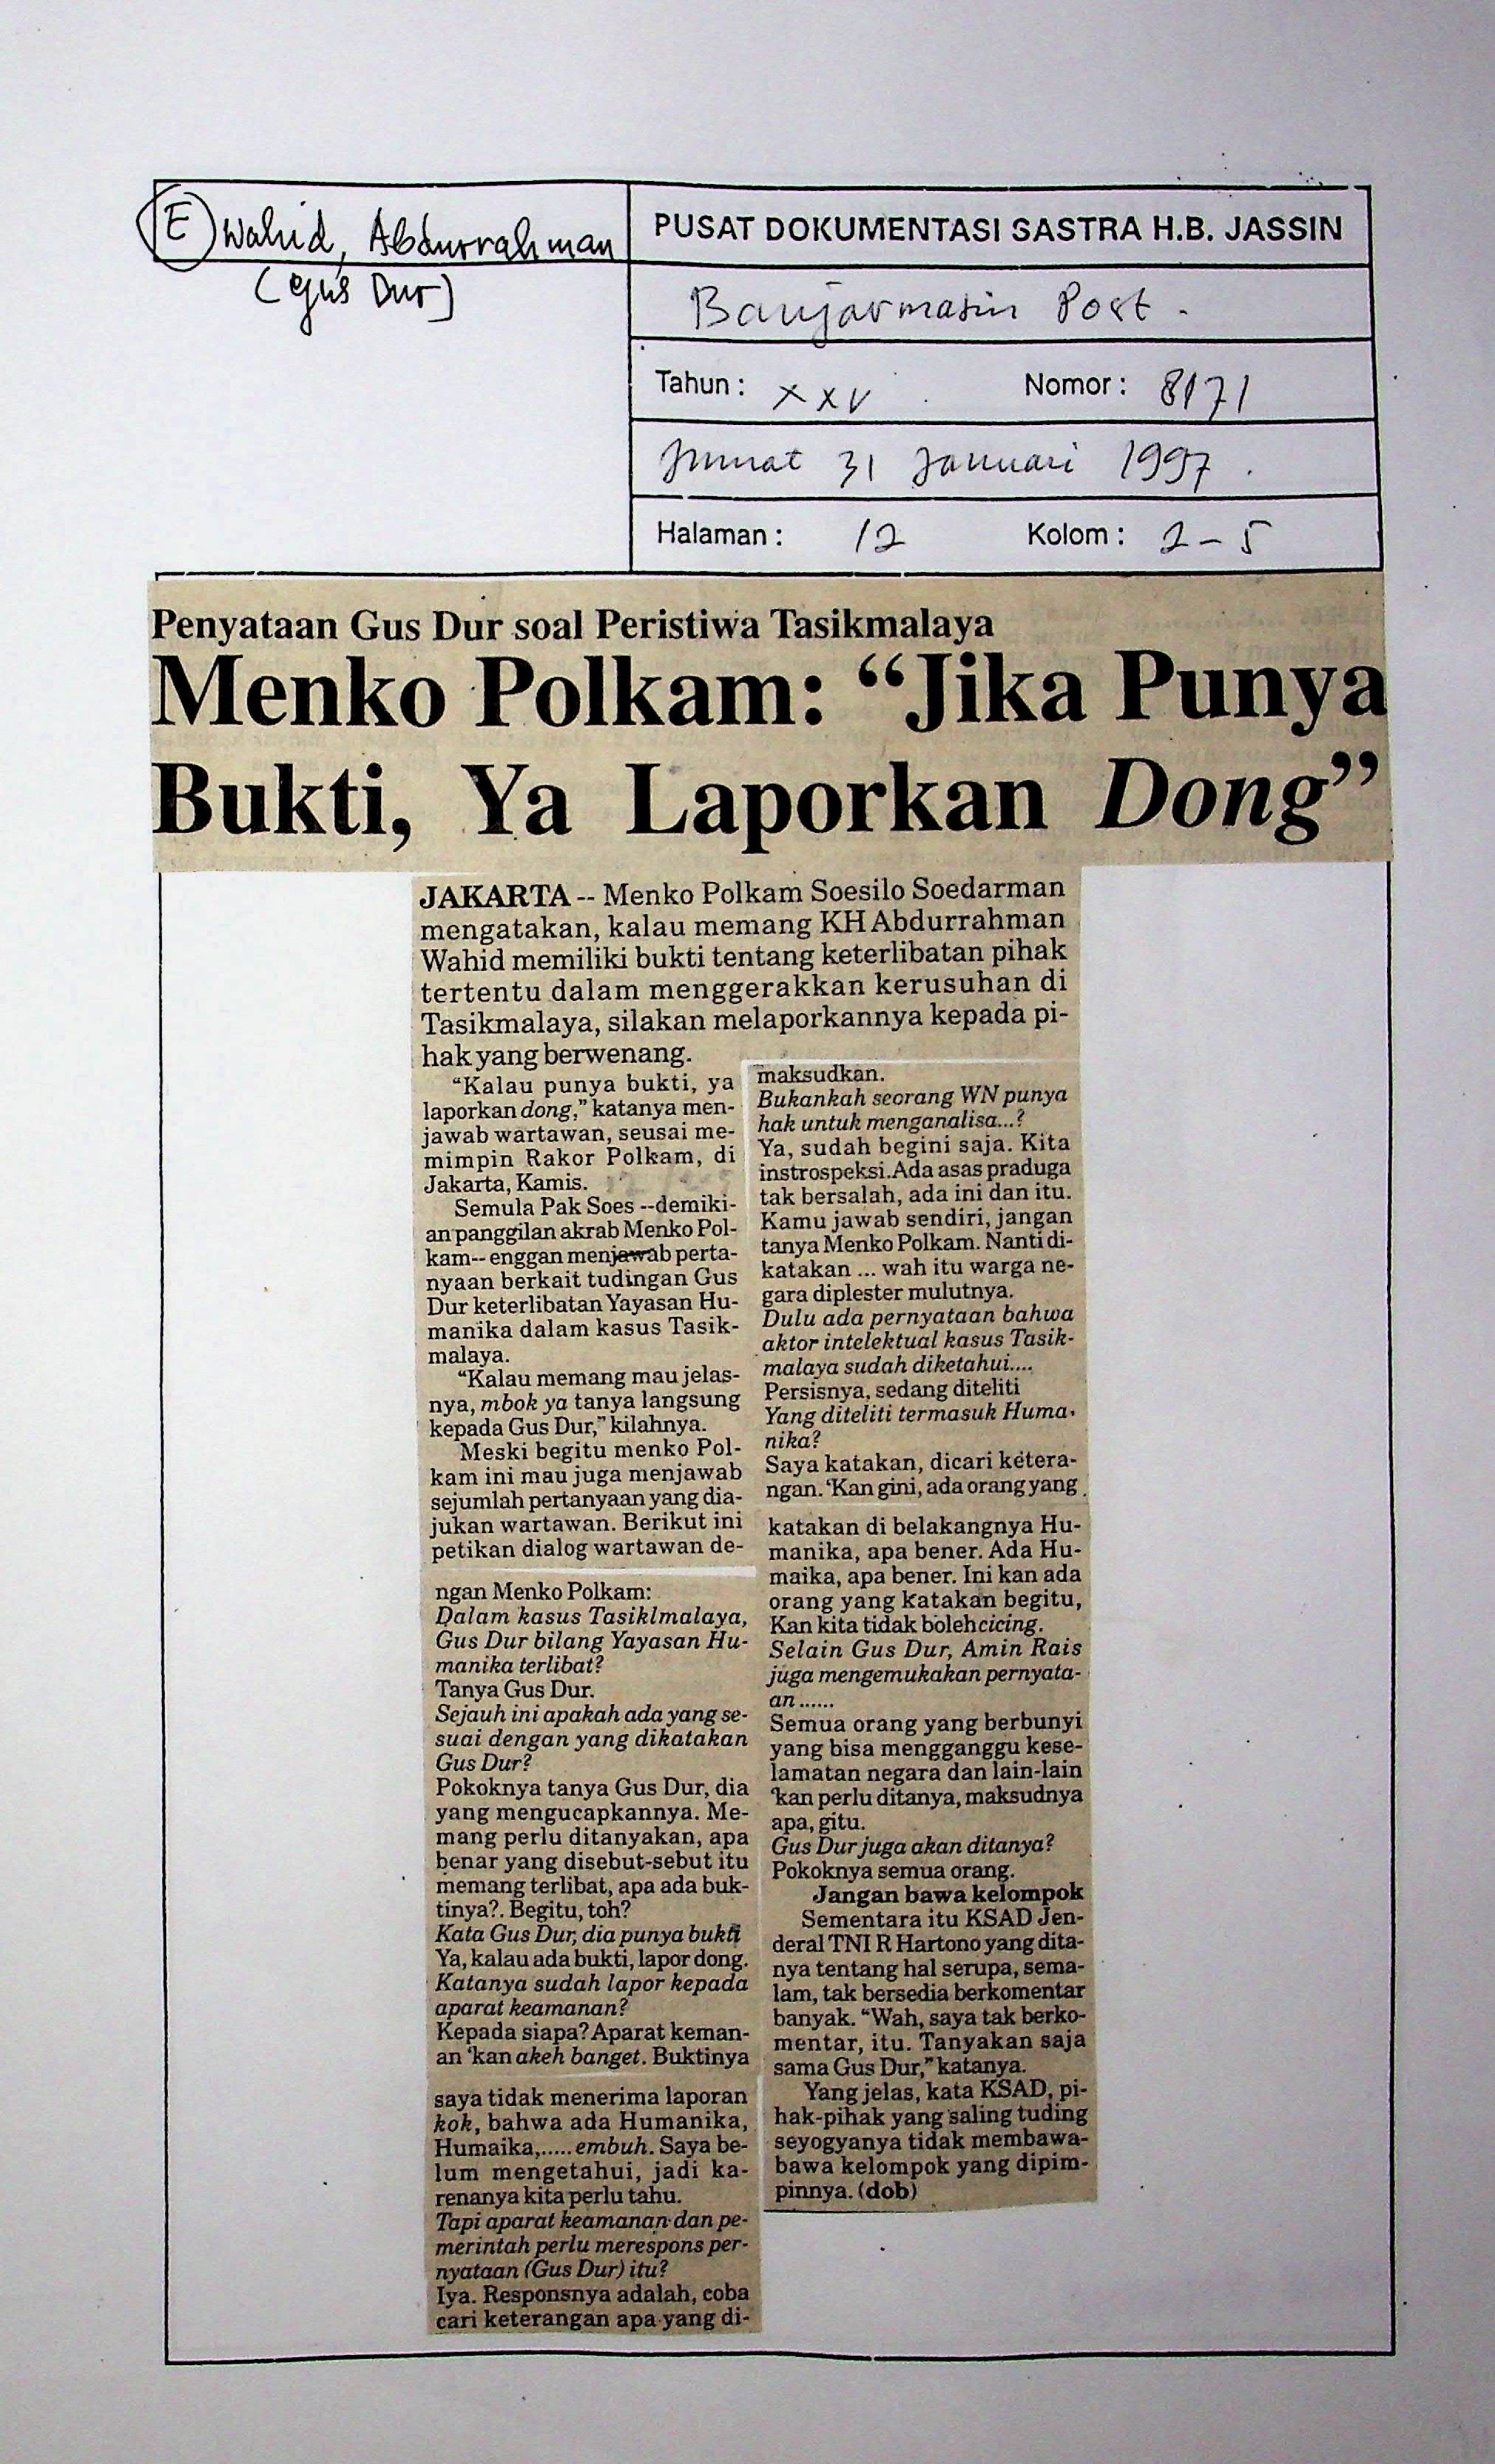 E Wahid, Abdurrahman
(Gus Dur)
PUSAT DOKUMENTASI SASTRA H.B. JASSIN
Banjarmasin Post.
Tahun : XXV Nomor : 8171
Jumat 31 Januari 1997.
Halaman : 12 Kolom : 2-5
Penyataan Gus Dur soal Peristiwa Tasikmalaya
Menko Polkam: “Jika Punya
Bukti, Ya Laporkan Dong”
JAKARTA -- Menko Polkam Soesilo Soedarman
mengatakan, kalau memang KH Abdurrahman
Wahid memiliki bukti tentang keterlibatan pihak
tertentu dalam menggerakkan kerusuhan di
Tasikmalaya, silakan melaporkannya kepada pi-
hak yang berwenang.
“Kalau punya bukti, ya
laporkan dong,” katanya men-
jawab wartawan, seusai me-
mimpin Rakor Polkam, di
Jakarta, Kamis.
Semula Pak Soes --demiki-
an panggilan akrab Menko Pol-
kam-- enggan menjawab perta-
nyaan berkait tudingan Gus
Dur keterlibatan Yayasan Hu-
manika dalam kasus Tasik-
malaya.
“Kalau memang mau jelas-
nya, mbok ya tanya langsung
kepada Gus Dur,” kilahnya.
Meski begitu menko Pol-
kam ini mau juga menjawab
sejumlah pertanyaan yang dia-
jukan wartawan. Berikut ini
petikan dialog wartawan de-
ngan Menko Polkam:
Dalam kasus Tasiklmalaya,
Gus Dur bilang Yayasan Hu-
manika terlibat?
Tanya Gus Dur.
Sejauh ini apakah ada yang se-
suai dengan yang dikatakan
Gus Dur?
Pokoknya tanya Gus Dur, dia
yang mengucapkannya. Me-
mang perlu ditanyakan, apa
benar yang disebut-sebut itu
memang terlibat, apa ada buk-
tinya?. Begitu, toh?
Kata Gus Dur, dia punya bukti
Ya, kalau ada bukti, lapor dong.
Katanya sudah lapor kepada
aparat keamanan?
Kepada siapa? Aparat keman-
an ‘kan akeh banget. Buktinya
saya tidak menerima laporan
kok, bahwa ada Humanika,
Humaika,..... embuh. Saya be-
lum mengetahui, jadi ka-
renanya kita perlu tahu.
Tapi aparat keamanan dan pe-
merintah perlu merespons per-
nyataan (Gus Dur) itu?
Iya. Responsnya adalah, coba
cari keterangan apa yang di-
maksudkan.
Bukankah seorang WN punya
hak untuk menganalisa...?
Ya, sudah begini saja. Kita
instrospeksi. Ada asas praduga
tak bersalah, ada ini dan itu.
Kamu jawab sendiri, jangan
tanya Menko Polkam. Nanti di-
katakan ... wah itu warga ne-
gara diplester mulutnya.
Dulu ada pernyataan bahwa
aktor intelektual kasus Tasik-
malaya sudah diketahui....
Persisnya, sedang diteliti
Yang diteliti termasuk Huma-
nika?
Saya katakan, dicari ketera-
ngan. ‘Kan gini, ada orang yang
katakan di belakangnya Hu-
manika, apa bener. Ada Hu-
maika, apa bener. Ini kan ada
orang yang katakan begitu,
Kan kita tidak boleh cicing.
Selain Gus Dur, Amin Rais
juga mengemukakan pernyata-
an ......
Semua orang yang berbunyi
yang bisa mengganggu kese-
lamatan negara dan lain-lain
‘kan perlu ditanya, maksudnya
apa, gitu.
Gus Dur juga akan ditanya?
Pokoknya semua orang.
Jangan bawa kelompok
Sementara itu KSAD Jen-
deral TNI R Hartono yang dita-
nya tentang hal serupa, sema-
lam, tak bersedia berkomentar
banyak. “Wah, saya tak berko-
mentar, itu. Tanyakan saja
sama Gus Dur,” katanya.
Yang jelas, kata KSAD, pi-
hak-pihak yang saling tuding
seyogyanya tidak membawa-
bawa kelompok yang dipim-
pinnya. (dob)